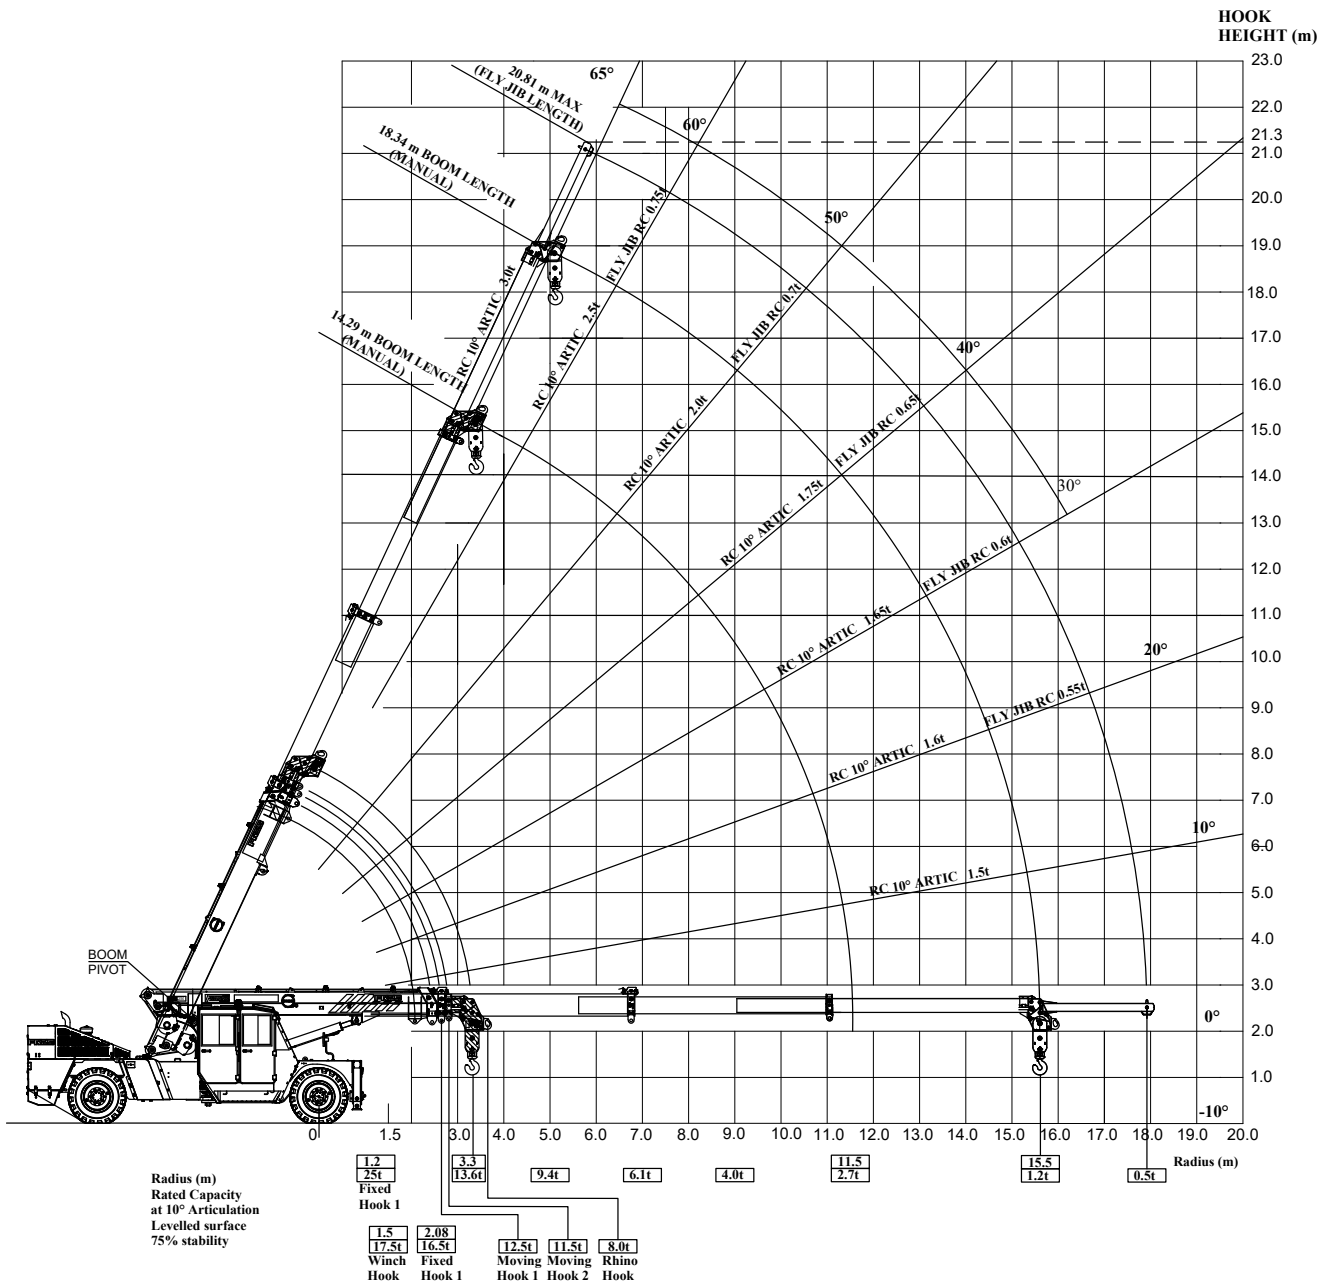 HOOK
HEIGHT (m)
23.0
22.0
21.3
21.0
20.0
19.0
18.0
17.0
16.0
15.0
14.0
13.0
12.0
11.0
10.0
9.0
8.0
7.0
6.0
5.0
4.0
3.0
2.0
1.0
65°
60°
50°
40°
30°
20°
10°
0°
-10°
20.81 m MAX
(FLY JIB LENGTH)
18.34 m BOOM LENGTH
(MANUAL)
14.29 m BOOM LENGTH
(MANUAL)
RC 10° ARTIC 3.0t
RC 10° ARTIC 2.5t
FLY JIB RC 0.75t
RC 10° ARTIC 2.0t
FLY JIB RC 0.7t
RC 10° ARTIC 1.75t
FLY JIB RC 0.65t
RC 10° ARTIC 1.65t
FLY JIB RC 0.6t
RC 10° ARTIC 1.6t
FLY JIB RC 0.55t
RC 10° ARTIC 1.5t
BOOM
PIVOT
0 1.5 3.0 4.0 5.0 6.0 7.0 8.0 9.0 10.0 11.0 12.0 13.0 14.0 15.0 16.0 17.0 18.0 19.0 20.0
Radius (m)
1.2 3.3 11.5 15.5
25t 13.6t 9.4t 6.1t 4.0t 2.7t 1.2t 0.5t
Fixed
Hook 1
Radius (m)
Rated Capacity
at 10° Articulation
Levelled surface
75% stability
1.5 2.08
17.5t 16.5t 12.5t 11.5t 8.0t
Winch Fixed Moving Moving Rhino
Hook Hook 1 Hook 1 Hook 2 Hook